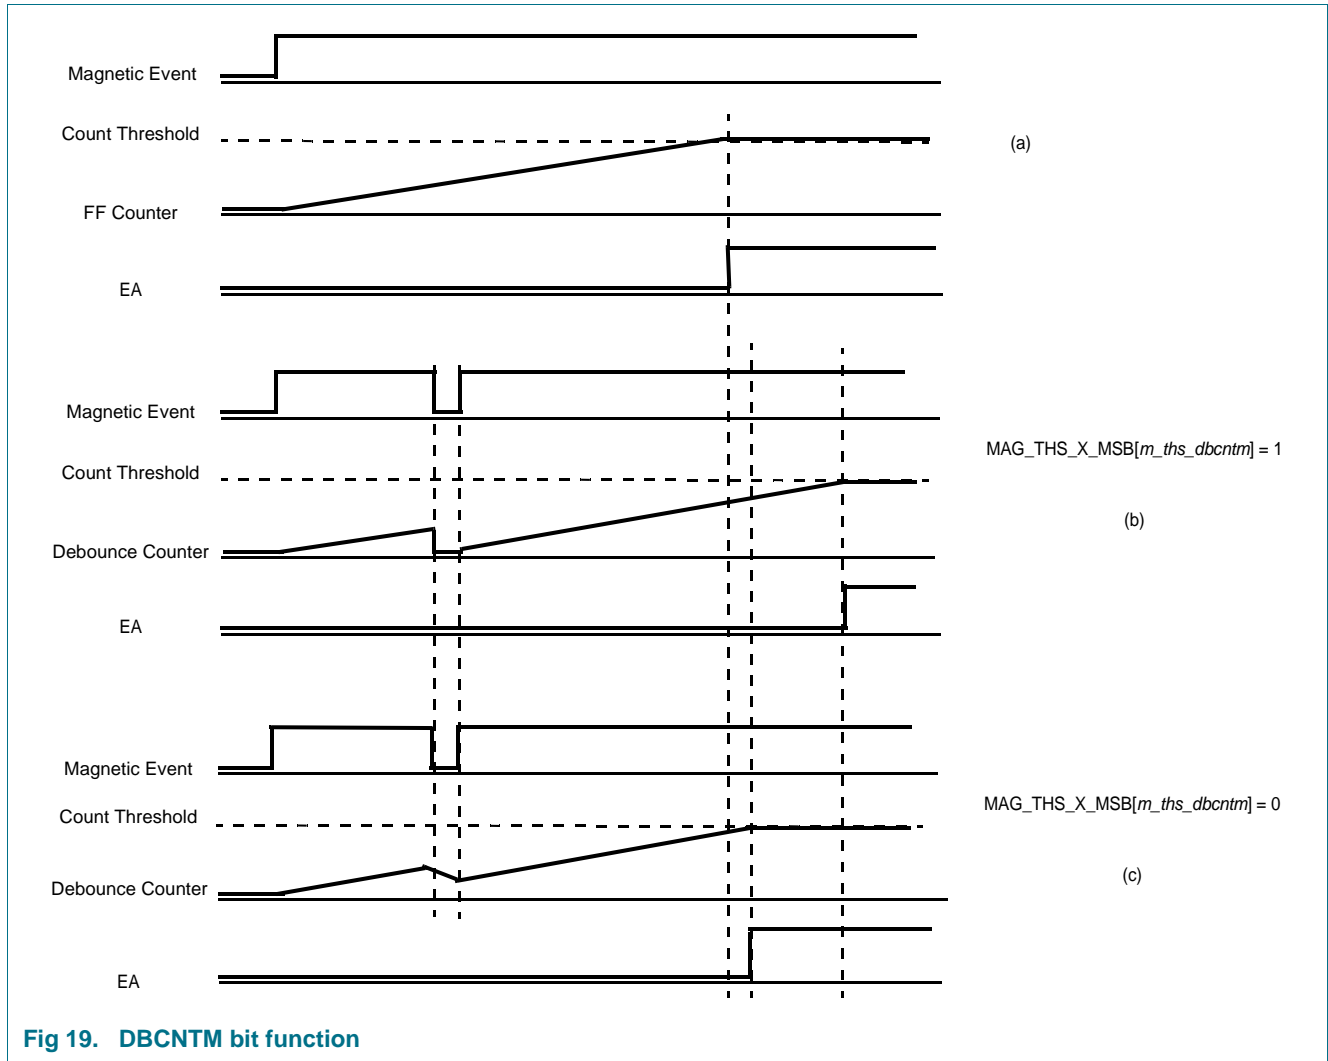 Magnetic Event
Count Threshold
(a)
FF Counter
EA
Magnetic Event
MAG_THS_X_MSB[m_ths_dbcntm] = 1
Count Threshold
(b)
Debounce Counter
EA
Magnetic Event
MAG_THS_X_MSB[m_ths_dbcntm] = 0
Count Threshold
(c)
Debounce Counter
EA
Fig 19. DBCNTM bit function